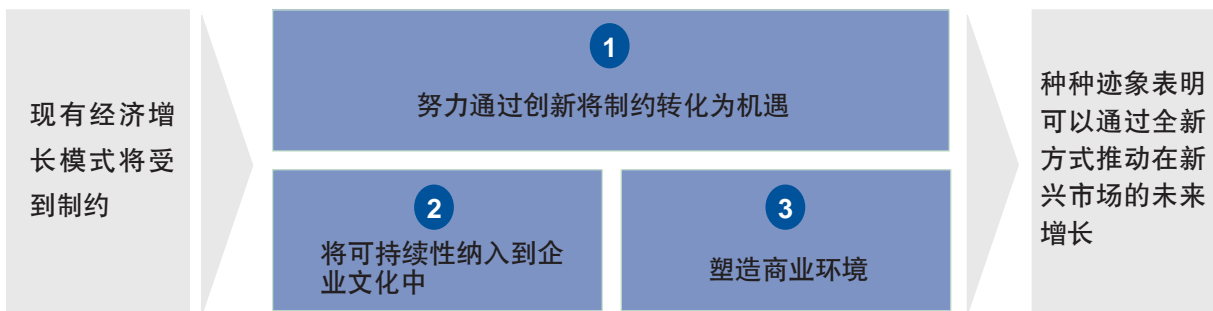 现有经济增
长模式将受
到制约
1
努力通过创新将制约转化为机遇
2
将可持续性纳入到企
业文化中
3
塑造商业环境
种种迹象表明
可以通过全新
方式推动在新
兴市场的未来
增长